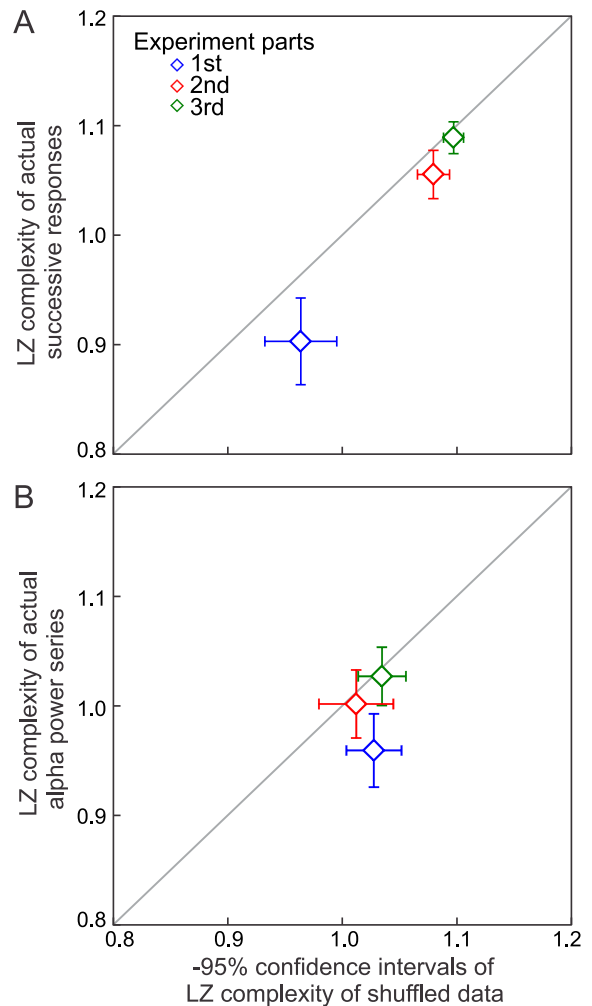 A
Experiment parts
1st
2nd
3rd
LZ complexity of actual
successive responses
1.2
1.1
1.0
0.9
0.8
B
LZ complexity of actual
alpha power series
1.2
1.1
1.0
0.9
0.8
0.8 0.9 1.0 1.1 1.2
-95% confidence intervals of
LZ complexity of shuffled data